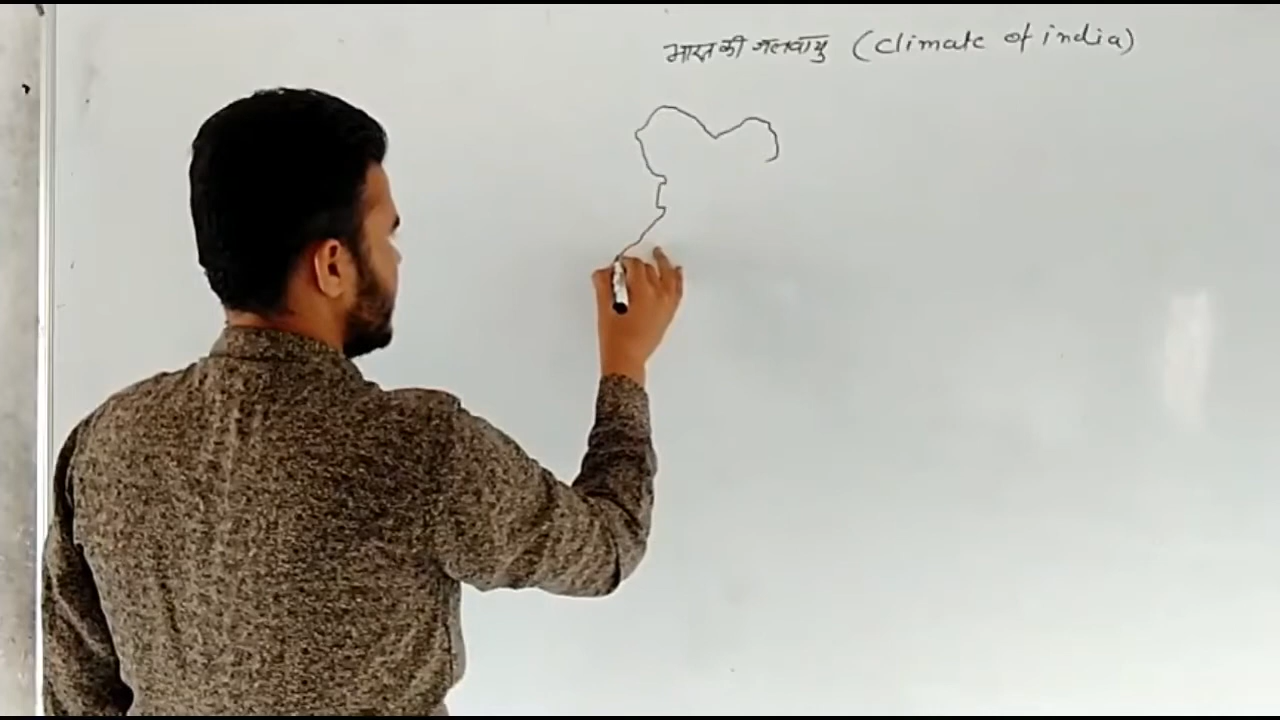 भारत की जलवायु (climate of india)